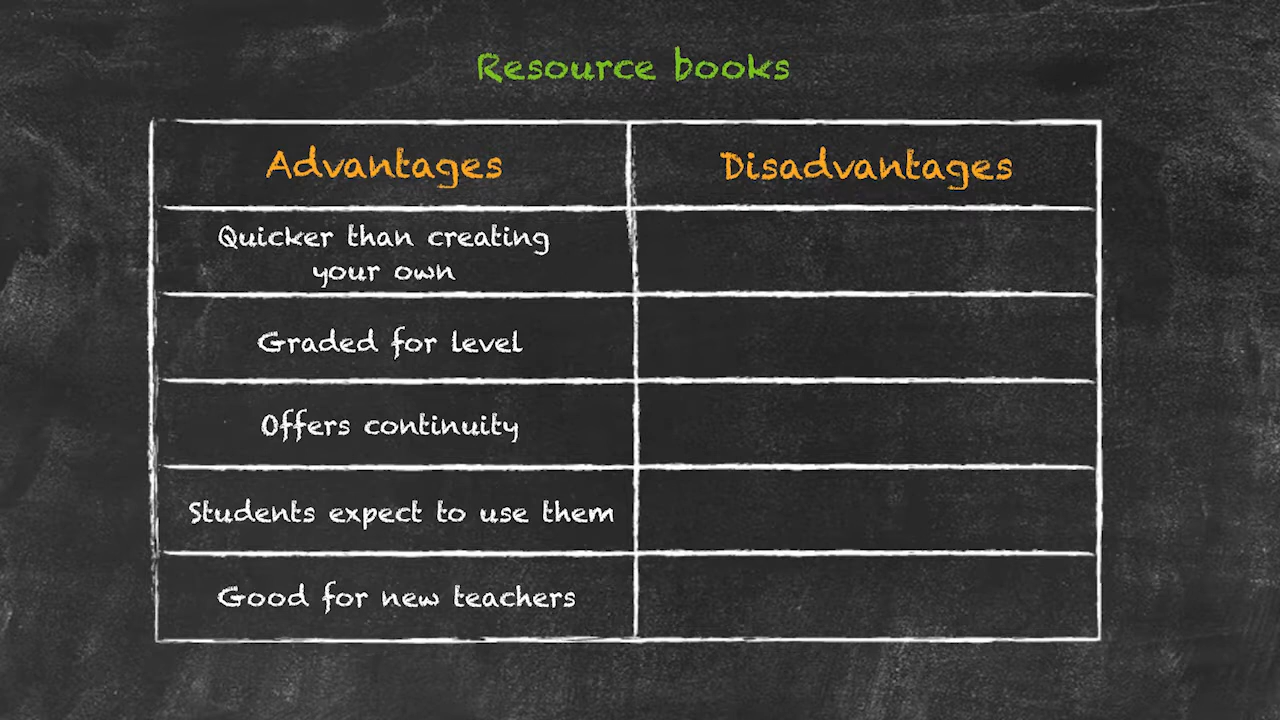 Resource books
Advantages
Disadvantages
Quicker than creating
your own
Graded for level
Offers continuity
Students expect to use them
Good for new teachers